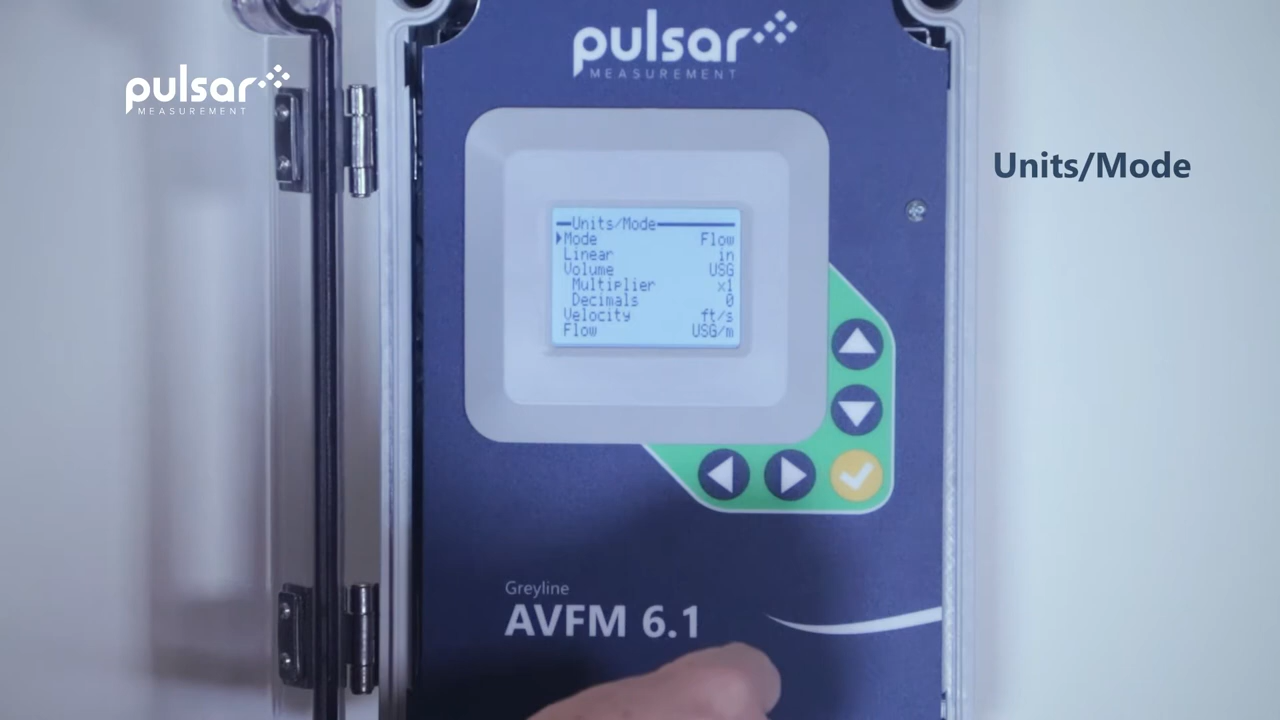 pulsar
MEASUREMENT
pulsar
MEASUREMENT
Units/Mode
Units/Mode
Mode Flow
Linear in
Volume USG
Multiplier x1
Decimals 0
Velocity ft/s
Flow USG/m
Greyline
AVFM 6.1